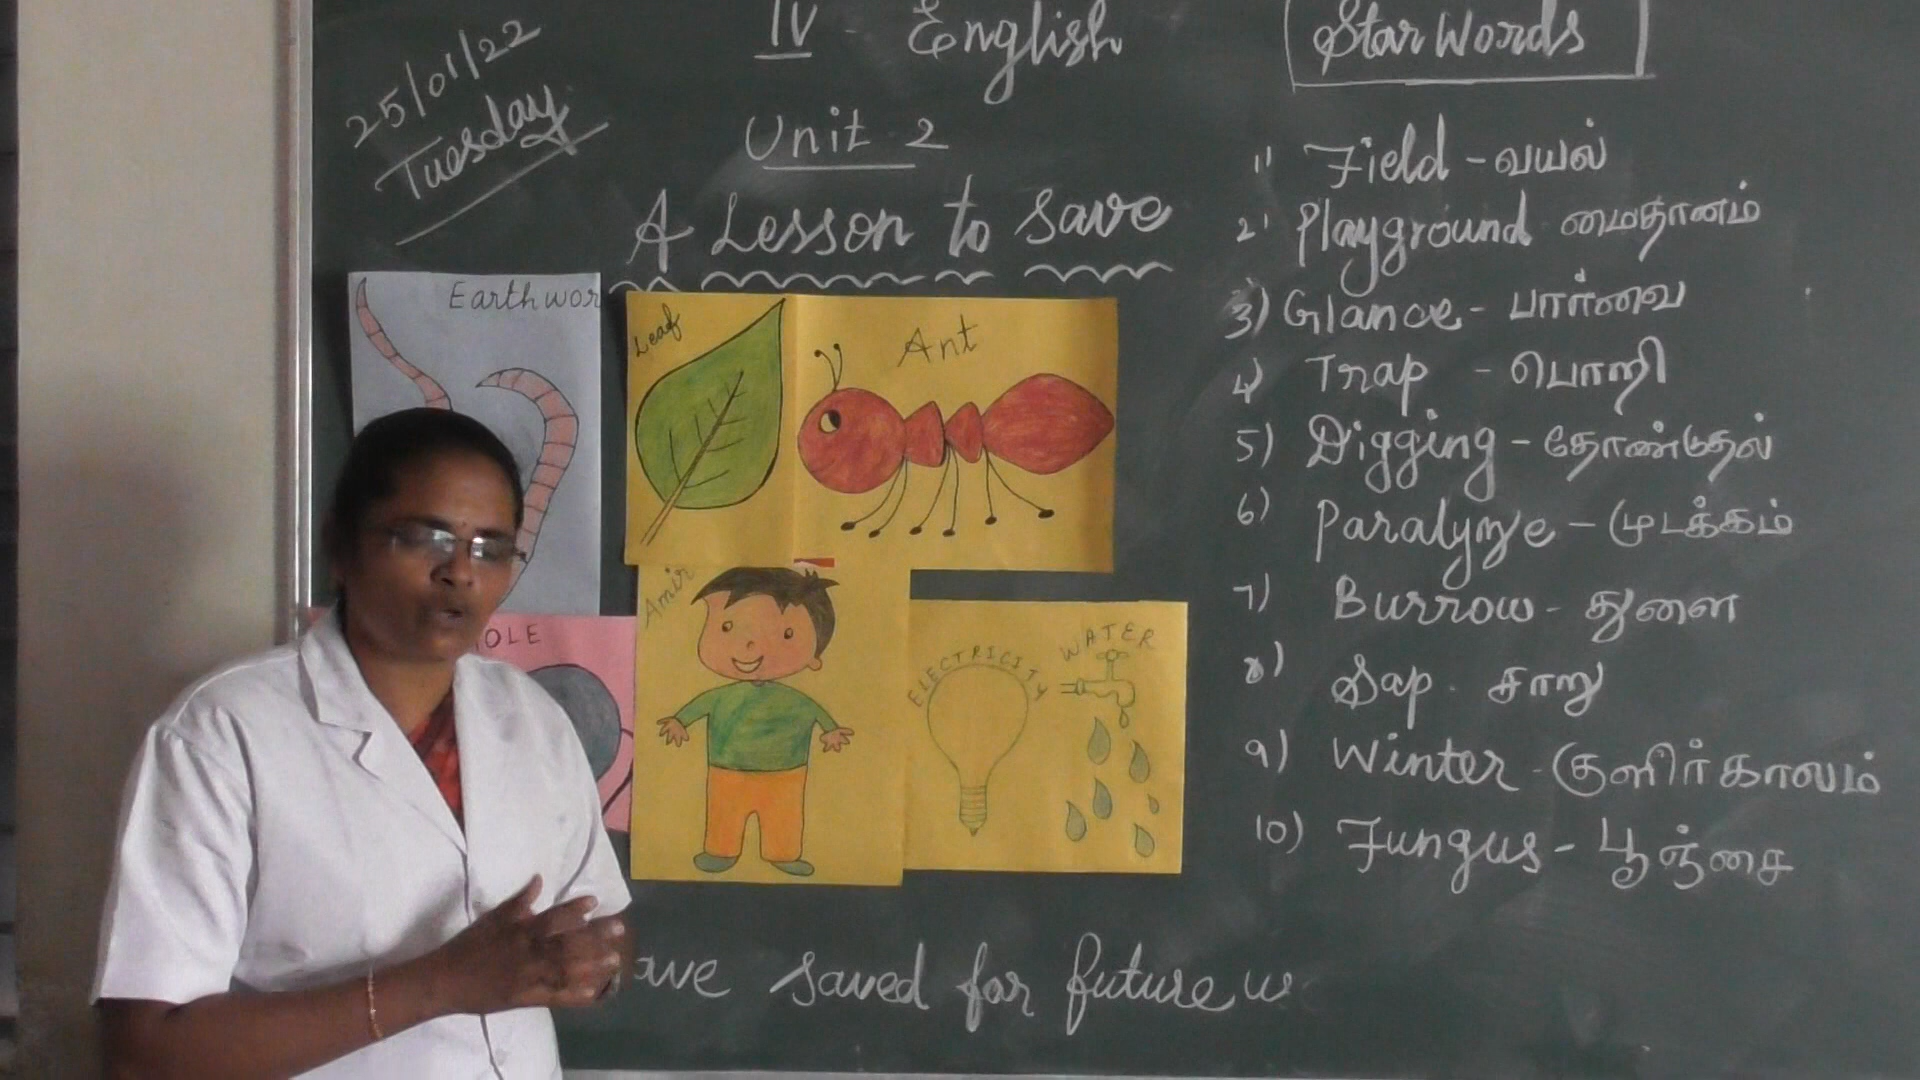 25/01/22
Tuesday
IV - English
Unit - 2
A Lesson to save
Star Words
1) Field - வயல்
2) Playground மைதானம்
3) Glance - பார்வை
4) Trap - பொறி
5) Digging - தோண்டுதல்
6) Paralyze - முடக்கம்
7) Burrow - துளை
8) Sap - சாறு
9) Winter - குளிர்காலம்
10) Fungus - பூஞ்சை
Earthwor
Leaf
Ant
OLE
Amir
ELECTRICITY
WATER
ave saved for future